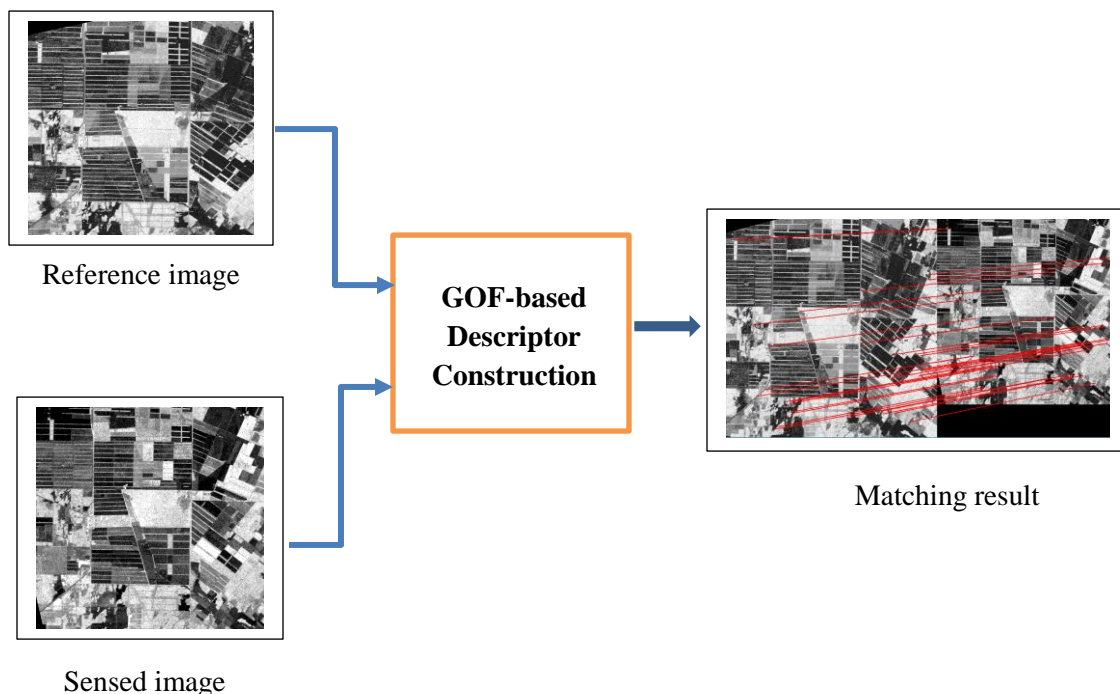 Reference image
GOF-based
Descriptor
Construction
Matching result
Sensed image